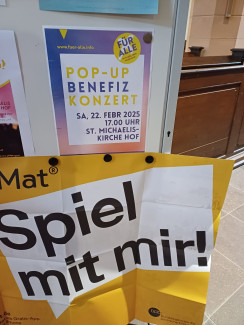 FÜR
ALLE
POP-UP
BENEFIZ
KONZERT
SA, 22. FEBR 2025
17.00 UHR
ST. MICHAELIS-
KIRCHE HOF
Mat®
Spiel
mit mir!